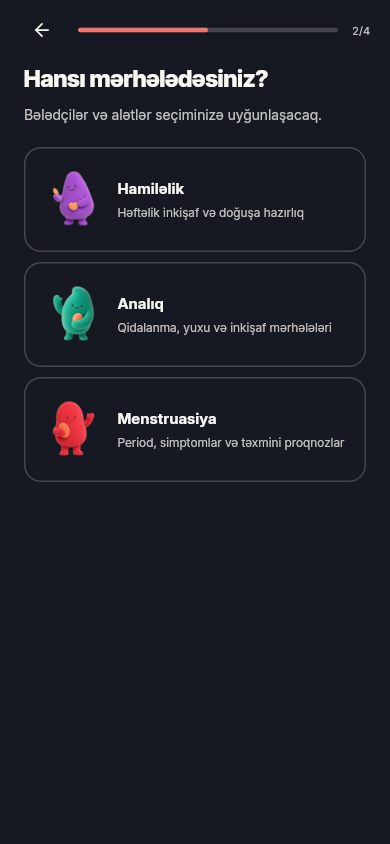 2/4
Hansı mərhələdəsiniz?
Bələdçilər və alətlər seçiminizə uyğunlaşacaq.
Hamiləlik
Həftəlik inkişaf və doğuşa hazırlıq
Analıq
Qidalanma, yuxu və inkişaf mərhələləri
Menstruasiya
Period, simptomlar və təxmini proqnozlar